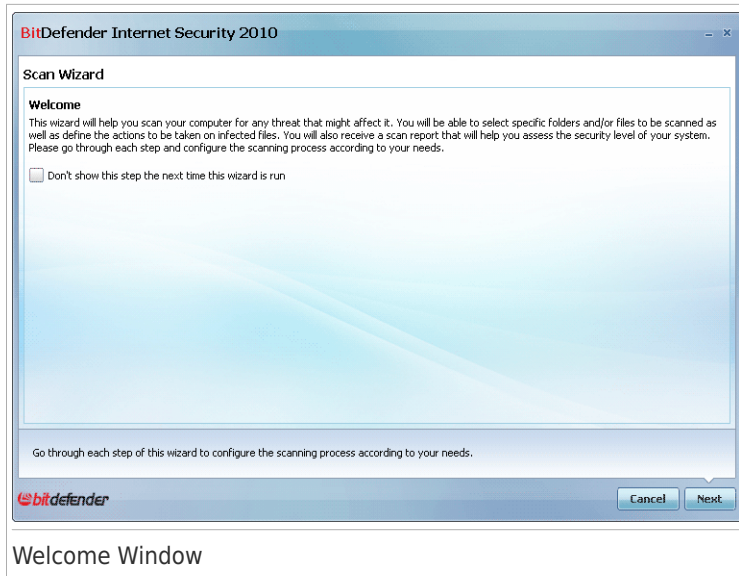 BitDefender Internet Security 2010
Scan Wizard
Welcome
This wizard will help you scan your computer for any threat that might affect it. You will be able to select specific folders and/or files to be scanned as
well as define the actions to be taken on infected files. You will also receive a scan report that will help you assess the security level of your system.
Please go through each step and configure the scanning process according to your needs.
Don't show this step the next time this wizard is run
Go through each step of this wizard to configure the scanning process according to your needs.
bitdefender
Cancel
Next
Welcome Window